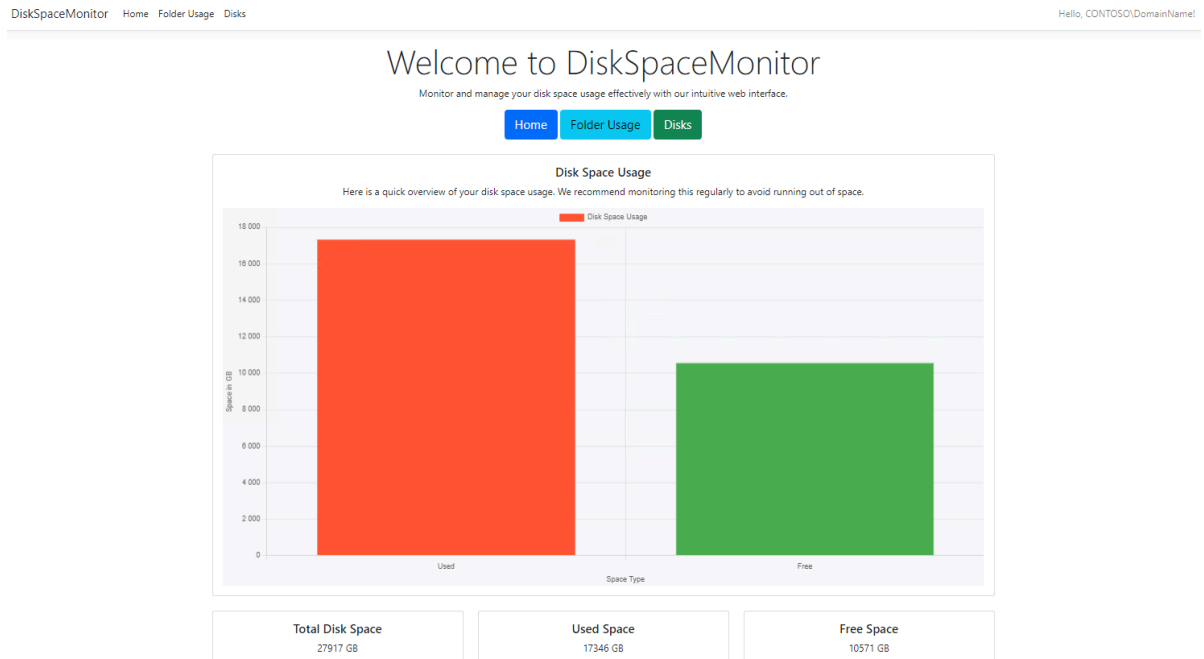 DiskSpaceMonitor Home Folder Usage Disks Hello, CONTOSO\DomainName!
Welcome to DiskSpaceMonitor
Monitor and manage your disk space usage effectively with our intuitive web interface.
Home Folder Usage Disks
Disk Space Usage
Here is a quick overview of your disk space usage. We recommend monitoring this regularly to avoid running out of space.
Disk Space Usage
18 000
16 000
14 000
12 000
10 000
8 000
6 000
4 000
2 000
0
Space in GB
Used Free
Space Type
Total Disk Space Used Space Free Space
27917 GB 17346 GB 10571 GB